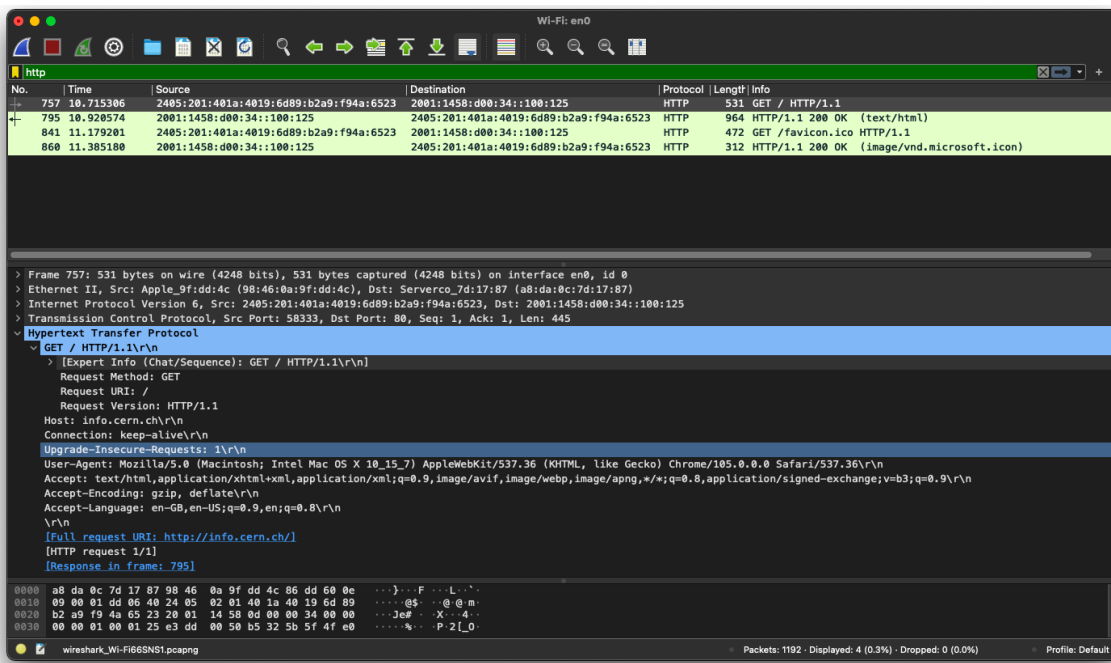 Wi-Fi: en0
http
No. Time Source Destination Protocol Length Info
757 10.715306 2405:201:401a:4019:6d89:b2a9:f94a:6523 2001:1458:d00:34::100:125 HTTP 531 GET / HTTP/1.1
795 10.920574 2001:1458:d00:34::100:125 2405:201:401a:4019:6d89:b2a9:f94a:6523 HTTP 964 HTTP/1.1 200 OK (text/html)
841 11.179201 2405:201:401a:4019:6d89:b2a9:f94a:6523 2001:1458:d00:34::100:125 HTTP 472 GET /favicon.ico HTTP/1.1
860 11.385180 2001:1458:d00:34::100:125 2405:201:401a:4019:6d89:b2a9:f94a:6523 HTTP 312 HTTP/1.1 200 OK (image/vnd.microsoft.icon)
> Frame 757: 531 bytes on wire (4248 bits), 531 bytes captured (4248 bits) on interface en0, id 0
> Ethernet II, Src: Apple_9f:dd:4c (98:46:0a:9f:dd:4c), Dst: Serverco_7d:17:87 (a8:da:0c:7d:17:87)
> Internet Protocol Version 6, Src: 2405:201:401a:4019:6d89:b2a9:f94a:6523, Dst: 2001:1458:d00:34::100:125
> Transmission Control Protocol, Src Port: 58333, Dst Port: 80, Seq: 1, Ack: 1, Len: 445
Hypertext Transfer Protocol
GET / HTTP/1.1\r\n
> [Expert Info (Chat/Sequence): GET / HTTP/1.1\r\n]
Request Method: GET
Request URI: /
Request Version: HTTP/1.1
Host: info.cern.ch\r\n
Connection: keep-alive\r\n
Upgrade-Insecure-Requests: 1\r\n
User-Agent: Mozilla/5.0 (Macintosh; Intel Mac OS X 10_15_7) AppleWebKit/537.36 (KHTML, like Gecko) Chrome/105.0.0.0 Safari/537.36\r\n
Accept: text/html,application/xhtml+xml,application/xml;q=0.9,image/avif,image/webp,image/apng,*/*;q=0.8,application/signed-exchange;v=b3;q=0.9\r\n
Accept-Encoding: gzip, deflate\r\n
Accept-Language: en-GB,en-US;q=0.9,en;q=0.8\r\n
\r\n
[Full request URI: http://info.cern.ch/]
[HTTP request 1/1]
[Response in frame: 795]
0000 a8 da 0c 7d 17 87 98 46 0a 9f dd 4c 86 dd 60 0e ···}···F ···L··`·
0010 09 00 01 dd 06 40 24 05 02 01 40 1a 40 19 6d 89 ·····@$· ··@·@·m·
0020 b2 a9 f9 4a 65 23 20 01 14 58 0d 00 00 34 00 00 ···Je# · ·X···4··
0030 00 00 01 00 01 25 e3 dd 00 50 b5 32 5b 5f 4f e0 ·····%·· ·P·2[_O·
wireshark_Wi-Fi66SNS1.pcapng
Packets: 1192 · Displayed: 4 (0.3%) · Dropped: 0 (0.0%)
Profile: Default